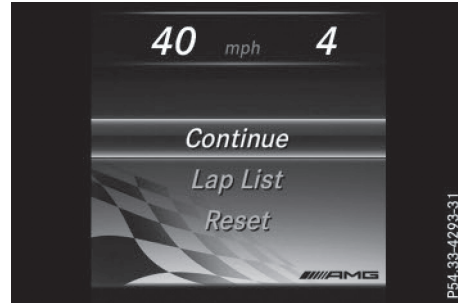 40 mph 4
Continue
Lap List
Reset
AMG
P54.33-4293-31